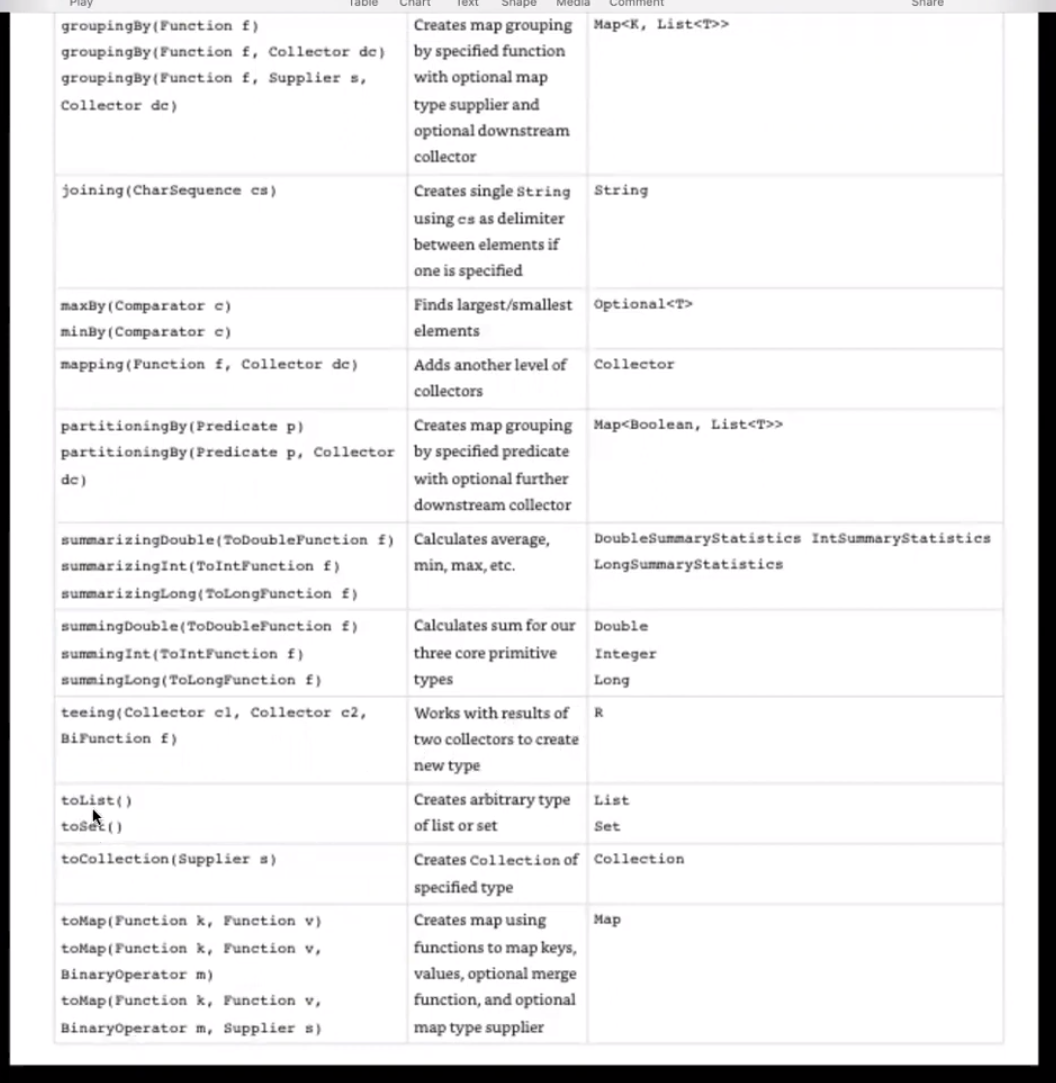 Play Table Chart Text Shape Media Comment Share
groupingBy(Function f)
groupingBy(Function f, Collector dc)
groupingBy(Function f, Supplier s,
Collector dc)
Creates map grouping
by specified function
with optional map
type supplier and
optional downstream
collector
Map<K, List<T>>
joining(CharSequence cs)
Creates single String
using cs as delimiter
between elements if
one is specified
String
maxBy(Comparator c)
minBy(Comparator c)
Finds largest/smallest
elements
Optional<T>
mapping(Function f, Collector dc)
Adds another level of
collectors
Collector
partitioningBy(Predicate p)
partitioningBy(Predicate p, Collector
dc)
Creates map grouping
by specified predicate
with optional further
downstream collector
Map<Boolean, List<T>>
summarizingDouble(ToDoubleFunction f)
summarizingInt(ToIntFunction f)
summarizingLong(ToLongFunction f)
Calculates average,
min, max, etc.
DoubleSummaryStatistics IntSummaryStatistics
LongSummaryStatistics
summingDouble(ToDoubleFunction f)
summingInt(ToIntFunction f)
summingLong(ToLongFunction f)
Calculates sum for our
three core primitive
types
Double
Integer
Long
teeing(Collector c1, Collector c2,
BiFunction f)
Works with results of
two collectors to create
new type
R
toList()
toSet()
Creates arbitrary type
of list or set
List
Set
toCollection(Supplier s)
Creates Collection of
specified type
Collection
toMap(Function k, Function v)
toMap(Function k, Function v,
BinaryOperator m)
toMap(Function k, Function v,
BinaryOperator m, Supplier s)
Creates map using
functions to map keys,
values, optional merge
function, and optional
map type supplier
Map